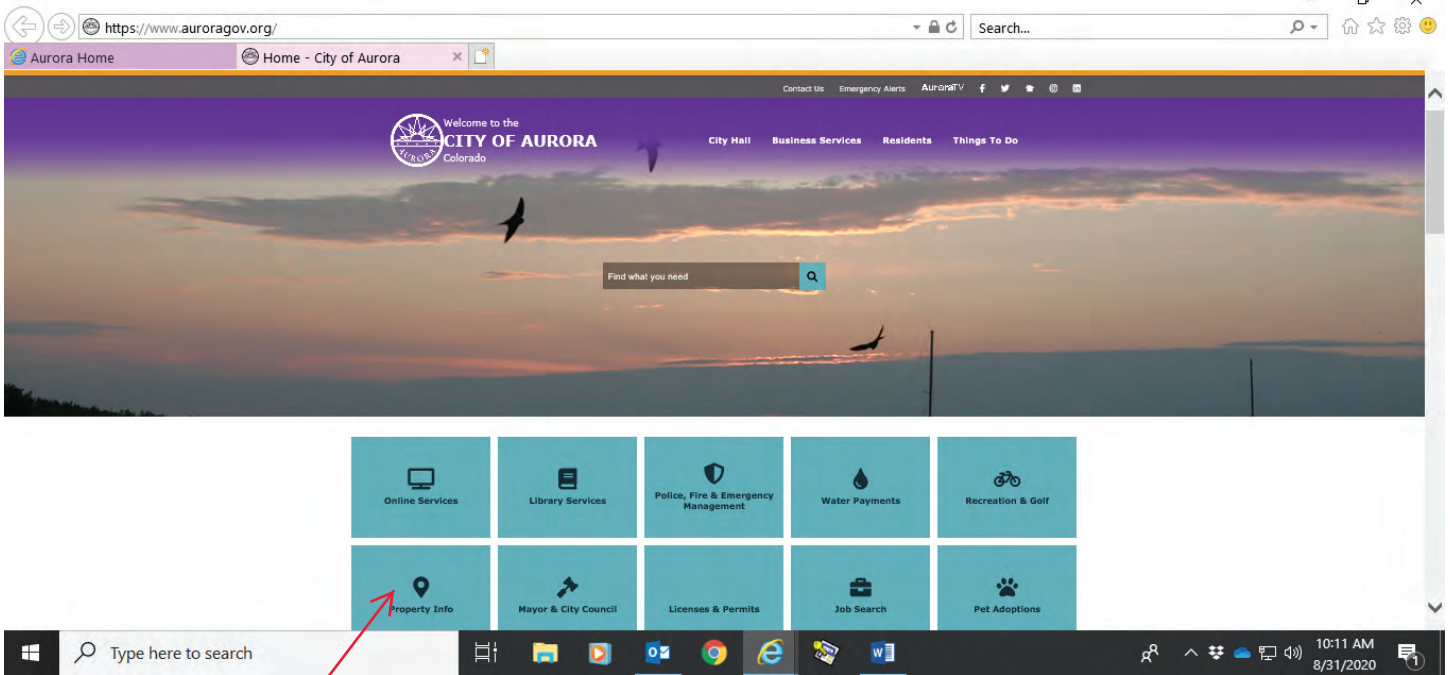 https://www.auroragov.org/
Search...
Aurora Home
Home - City of Aurora
Contact Us Emergency Alerts AuroraTV
Welcome to the
CITY OF AURORA
Colorado
AURORA
City Hall Business Services Residents Things To Do
Find what you need
Online Services
Library Services
Police, Fire & Emergency
Management
Water Payments
Recreation & Golf
Property Info
Mayor & City Council
Licenses & Permits
Job Search
Pet Adoptions
Type here to search
10:11 AM
8/31/2020
1